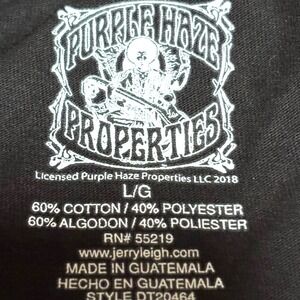 PURPLE HAZE
PROPERTIES
Licensed Purple Haze Properties LLC 2018
L/G
60% COTTON / 40% POLYESTER
60% ALGODON / 40% POLIESTER
RN# 55219
www.jerryleigh.com
MADE IN GUATEMALA
HECHO EN GUATEMALA
STYLE DT20464